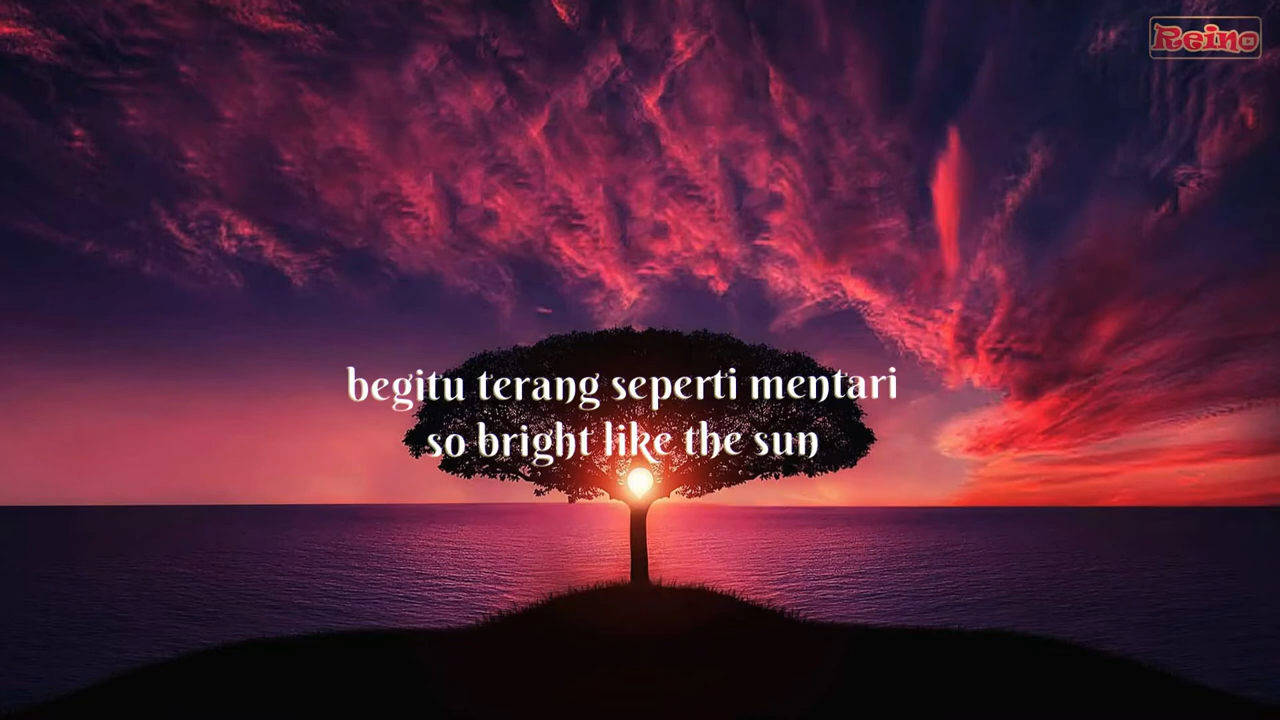 Reino
begitu terang seperti mentari
so bright like the sun